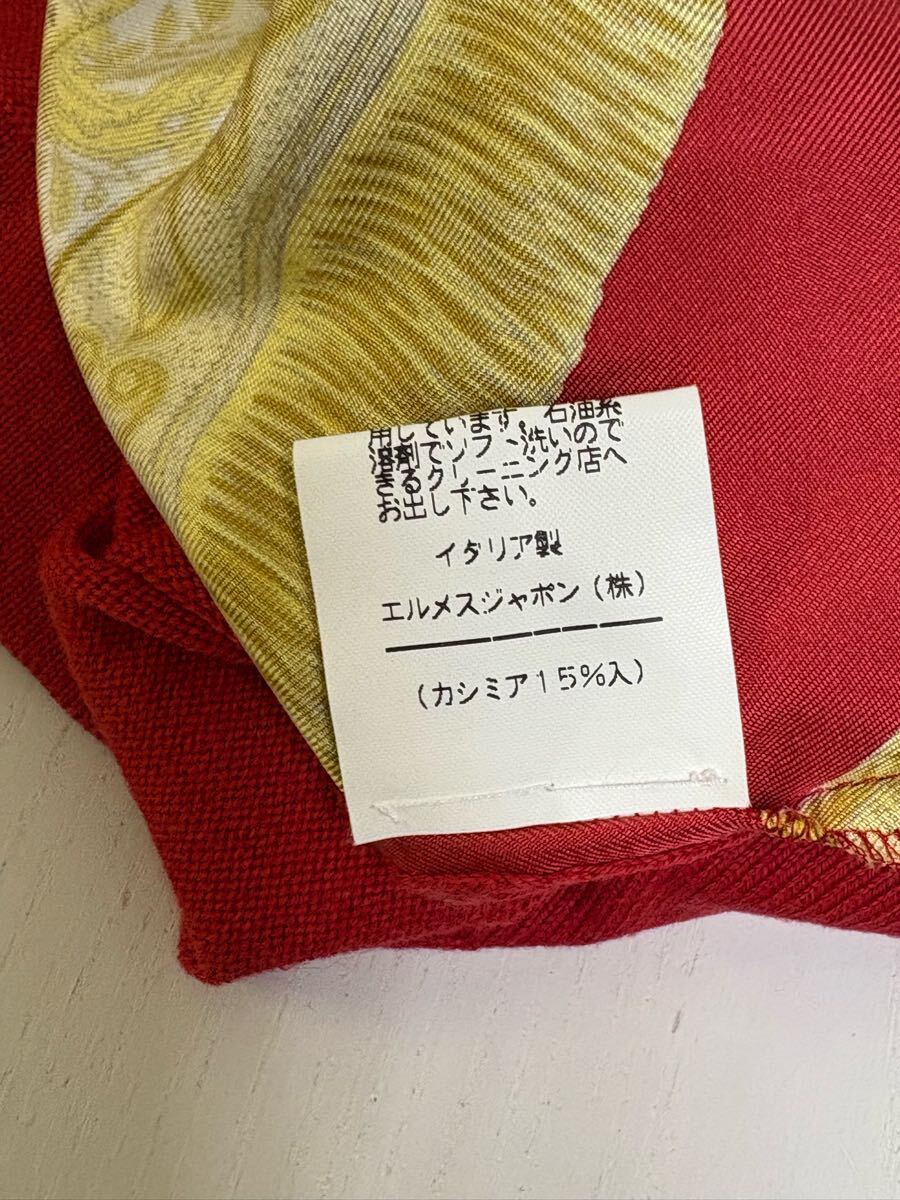 用しています。石油系
溶剤でソフト洗いので
きるクリーニング店へ
お出し下さい。
イタリア製
エルメスジャポン（株）
（カシミア１５％入）